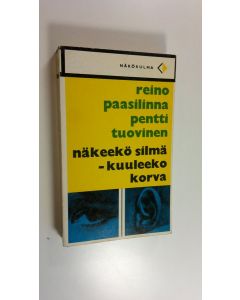 NÄKÖKULMA
reino
paasilinna
pentti
tuovinen
näkeekö silmä
-kuuleeko
korva